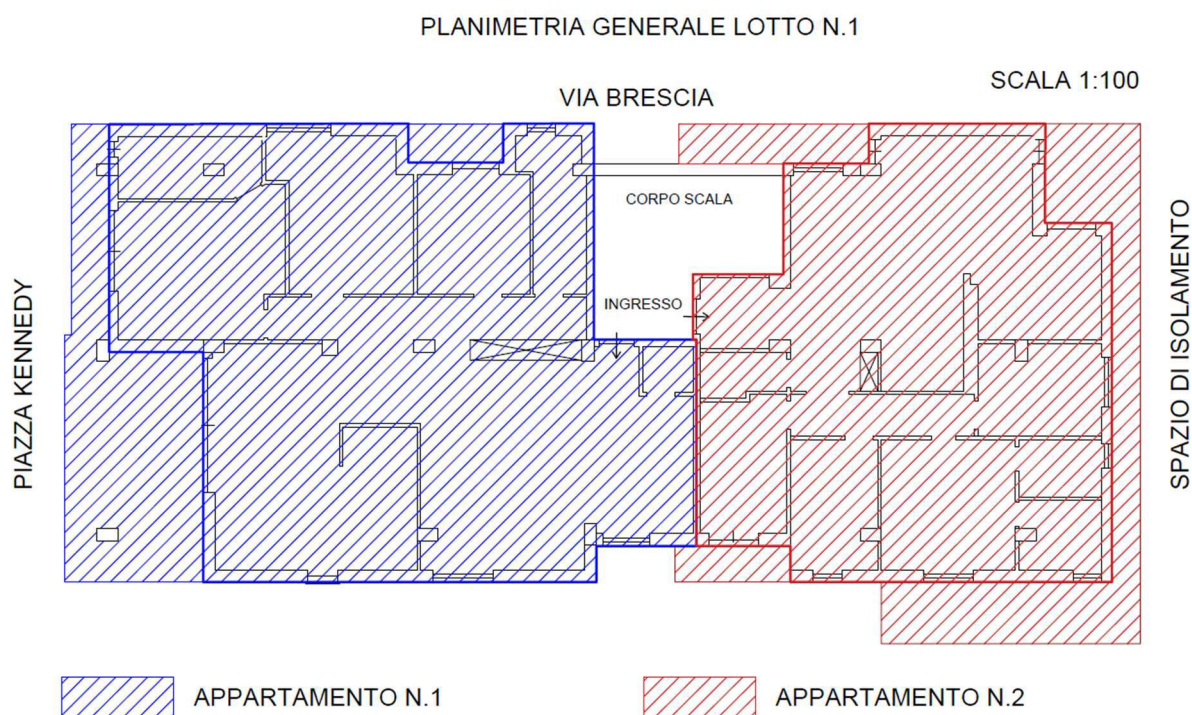 PLANIMETRIA GENERALE LOTTO N.1
SCALA 1:100
VIA BRESCIA
CORPO SCALA
INGRESSO
PIAZZA KENNEDY
SPAZIO DI ISOLAMENTO
APPARTAMENTO N.1
APPARTAMENTO N.2